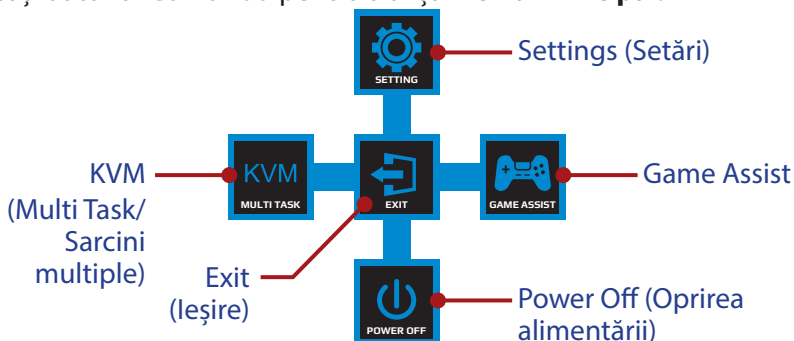 SETTING
Settings (Setări)
KVM
(Multi Task/
Sarcini
multiple)
KVM
MULTI TASK
EXIT
GAME ASSIST
Game Assist
Exit
(Ieșire)
POWER OFF
Power Off (Oprirea
alimentării)